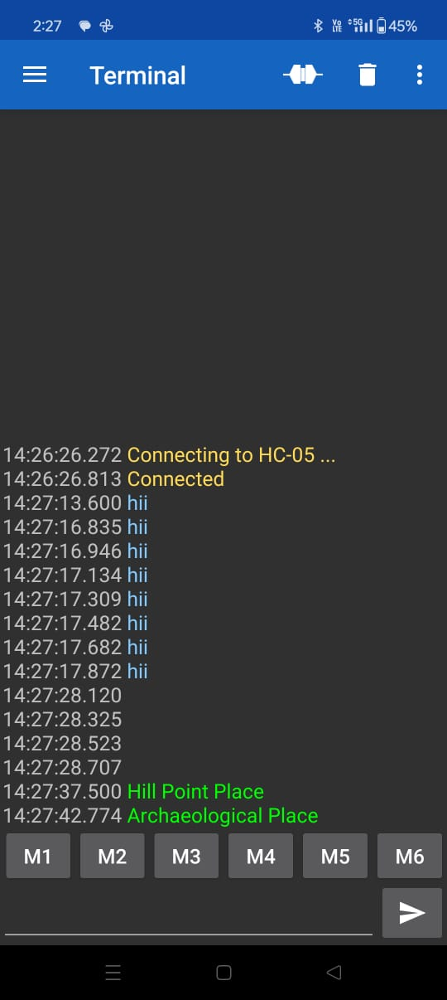 2:27
Vo LTE 5G 45%
Terminal
14:26:26.272 Connecting to HC-05 ...
14:26:26.813 Connected
14:27:13.600 hii
14:27:16.835 hii
14:27:16.946 hii
14:27:17.134 hii
14:27:17.309 hii
14:27:17.482 hii
14:27:17.682 hii
14:27:17.872 hii
14:27:28.120
14:27:28.325
14:27:28.523
14:27:28.707
14:27:37.500 Hill Point Place
14:27:42.774 Archaeological Place
M1 M2 M3 M4 M5 M6